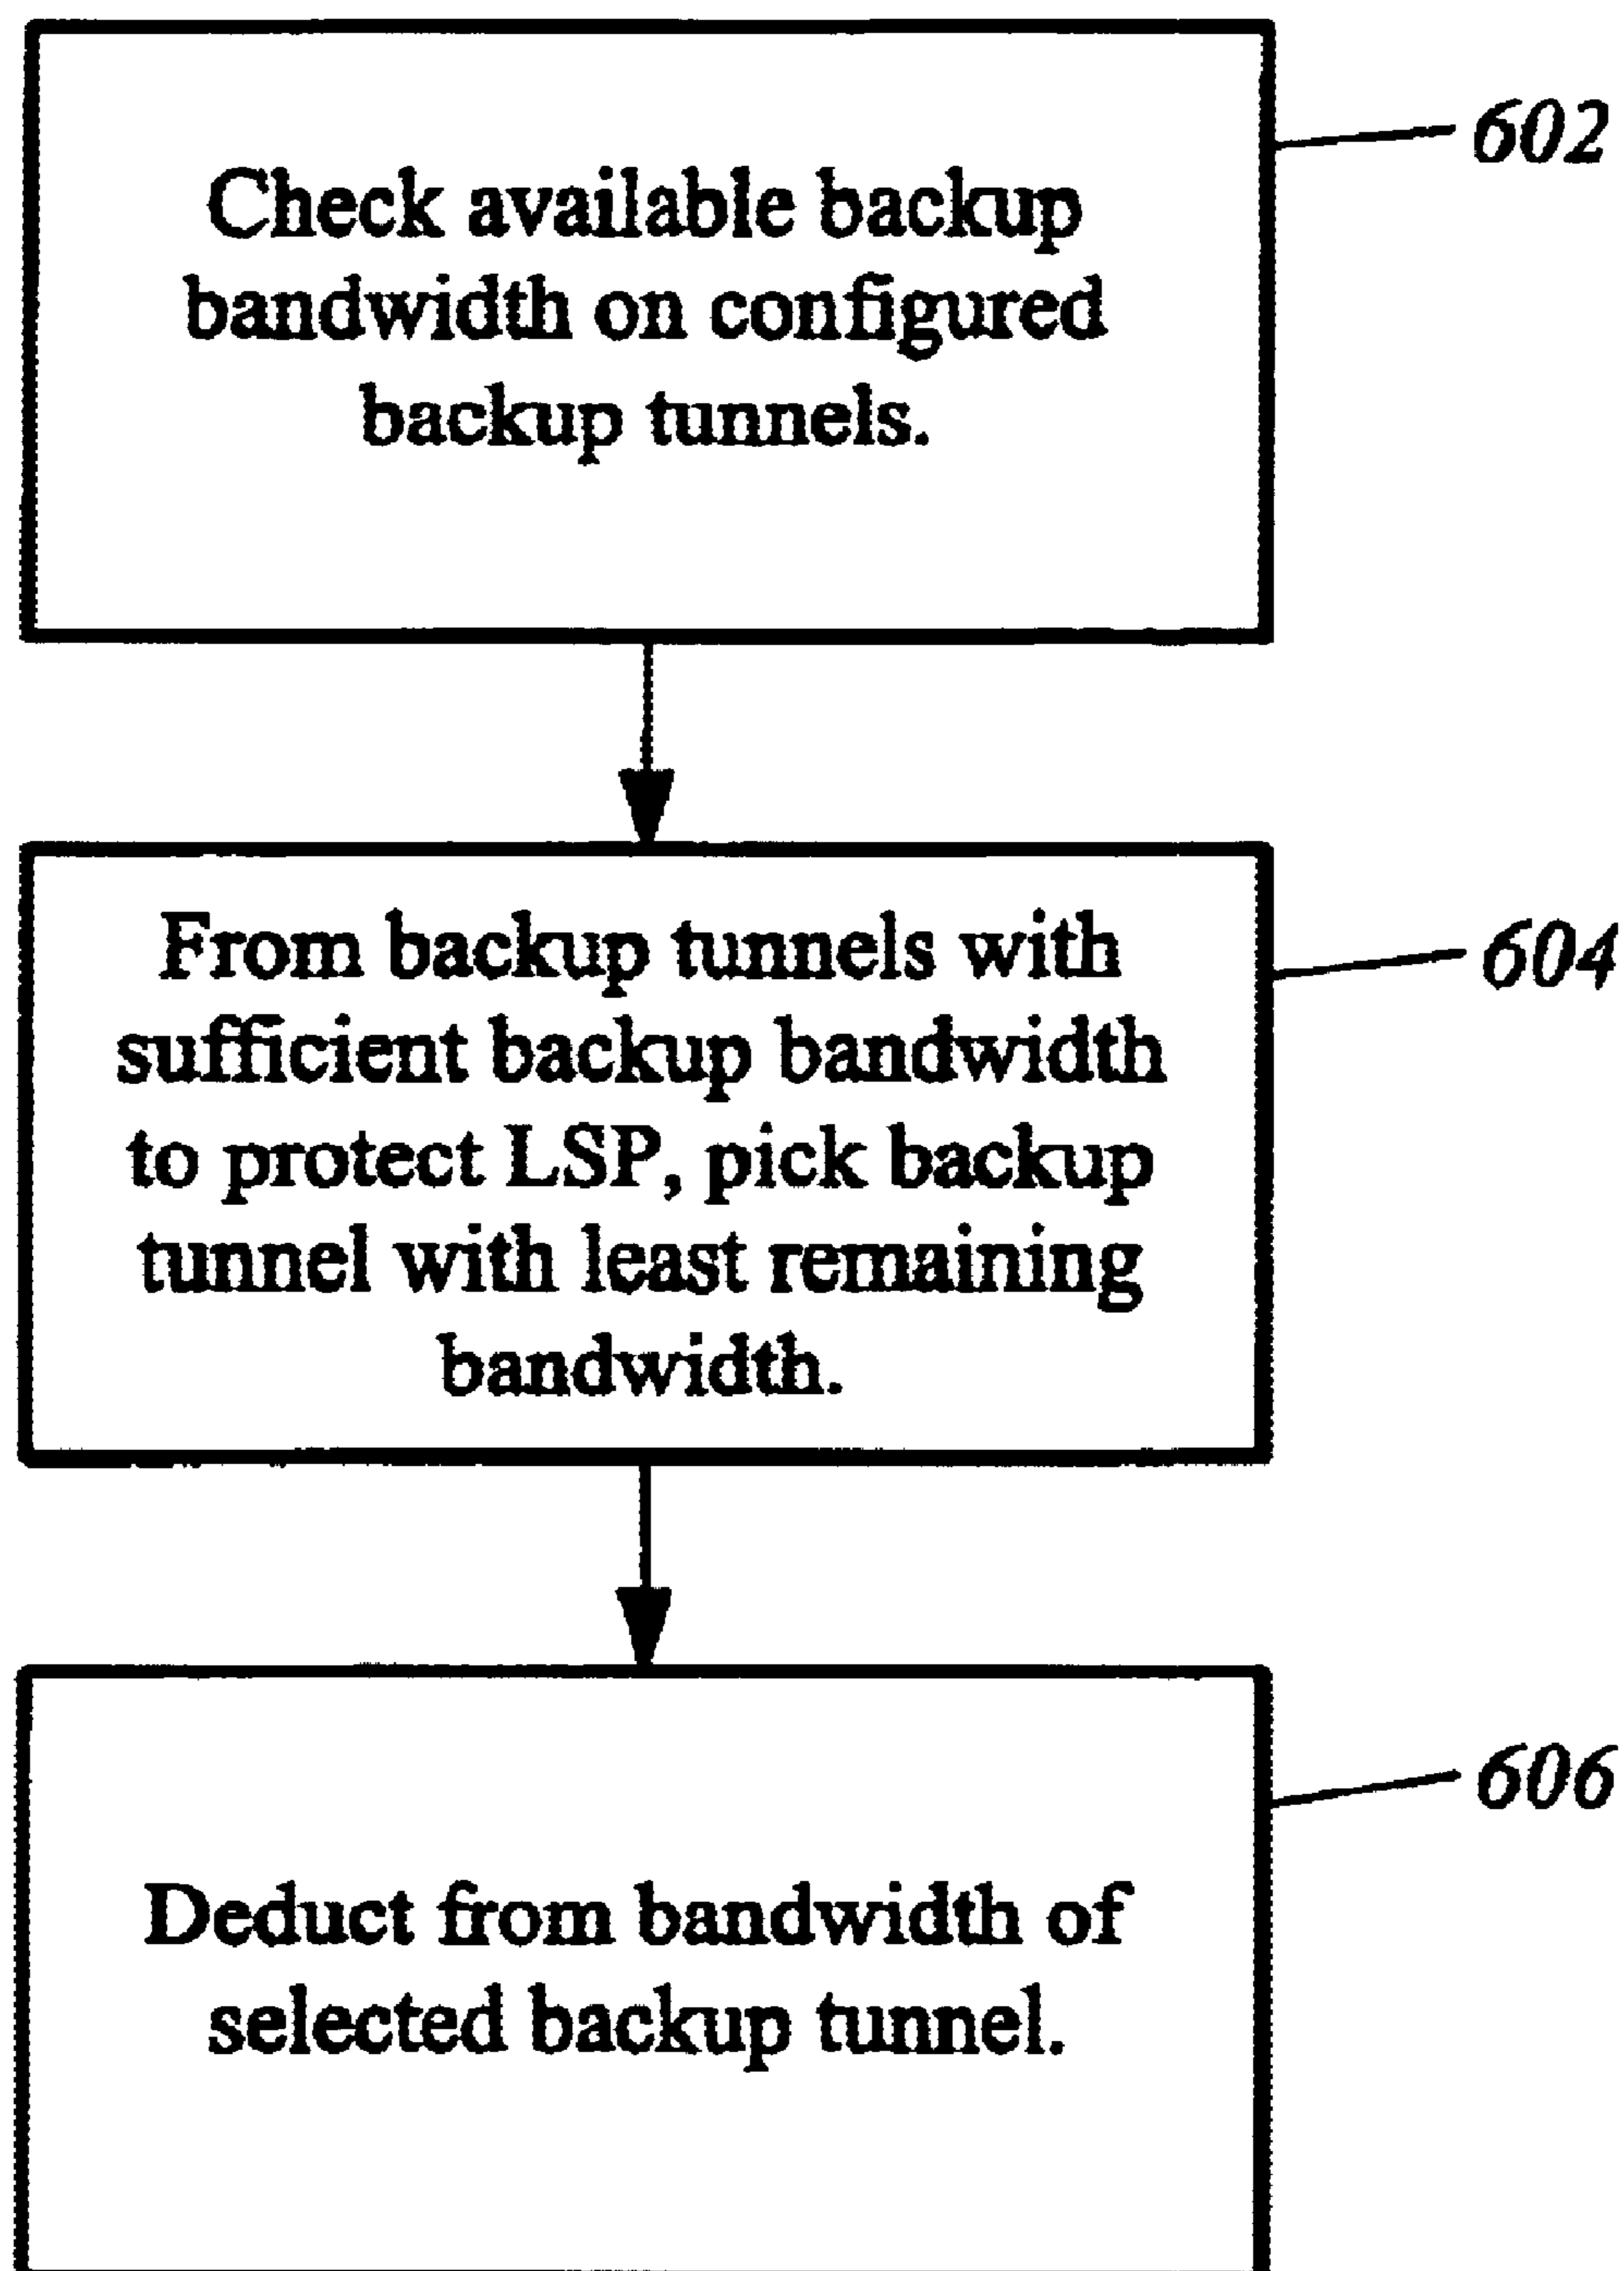 Check available backup
bandwidth on configured
backup tunnels.
602
From backup tunnels with
sufficient backup bandwidth
to protect LSP, pick backup
tunnel with least remaining
bandwidth.
604
Deduct from bandwidth of
selected backup tunnel.
606